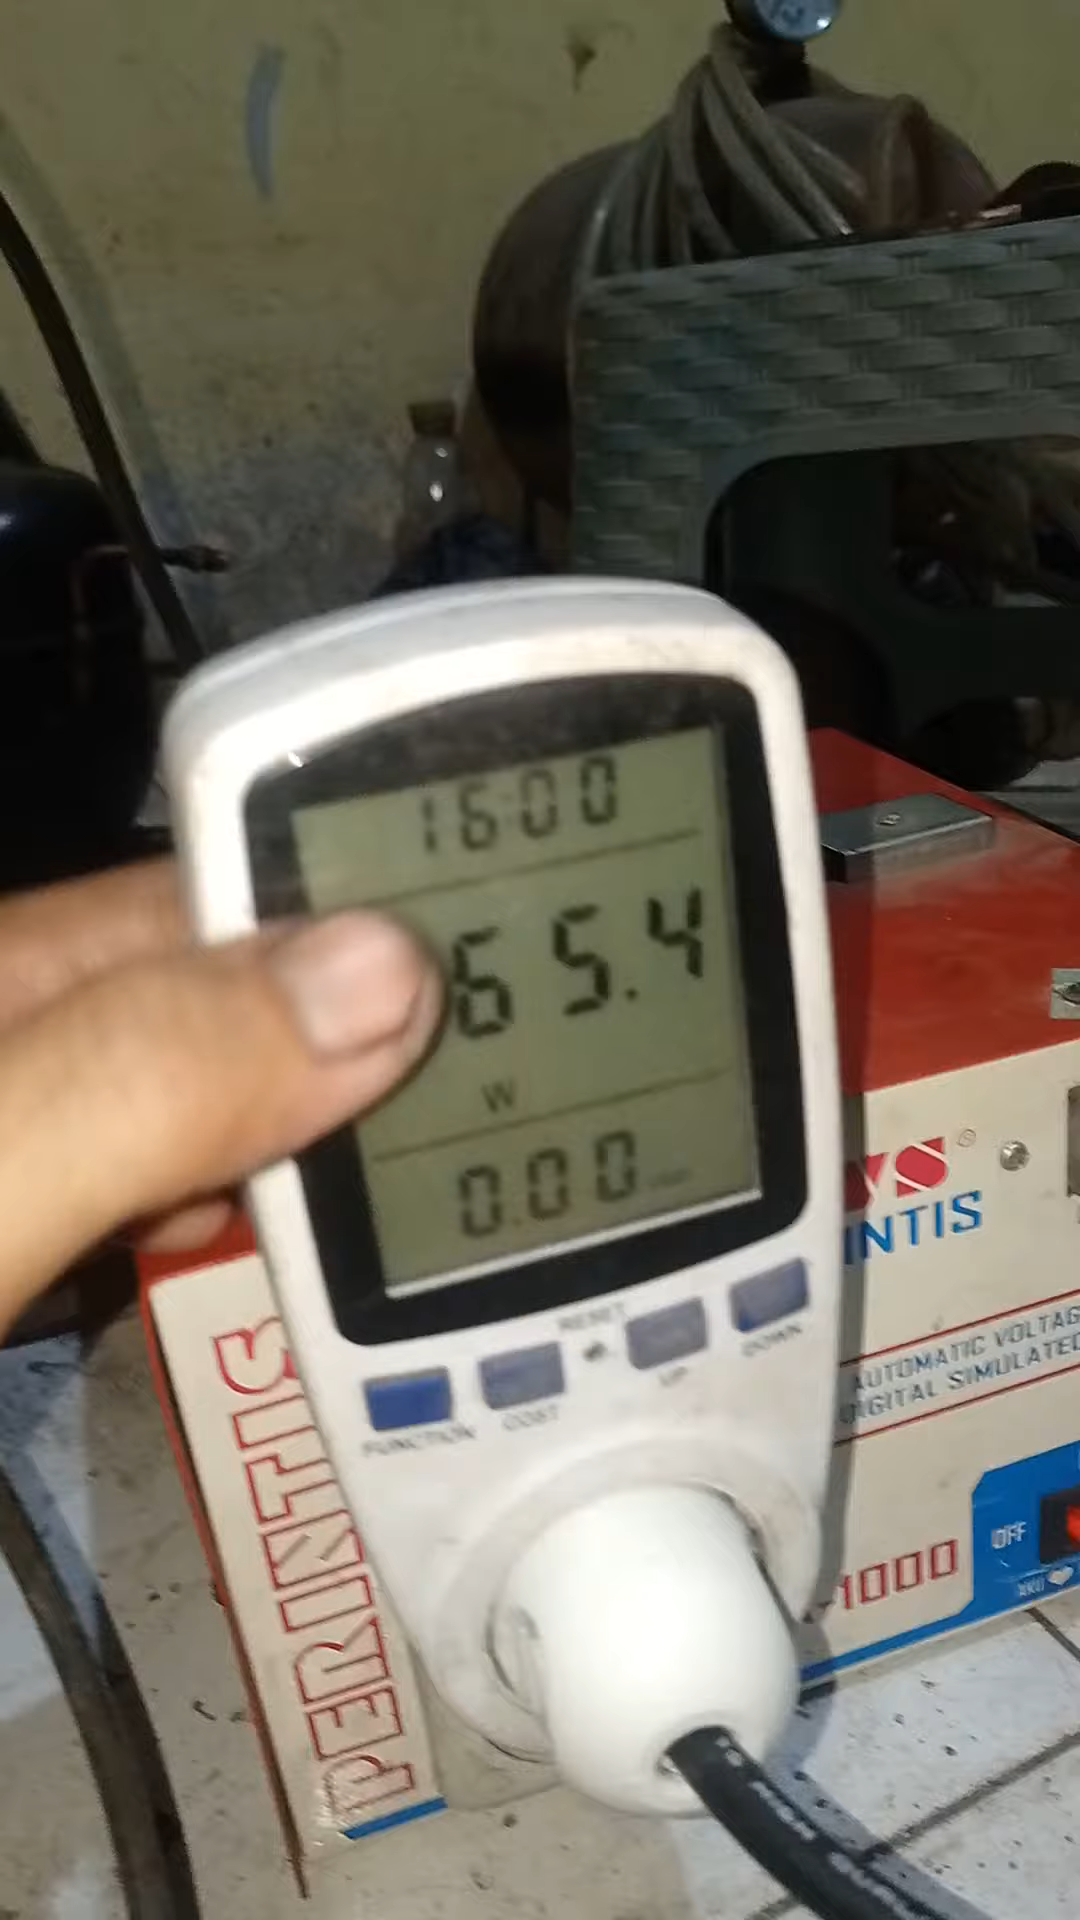 16:00
65.4
W
0.00
RESET
FUNCTION
COST
UP
DOWN
PERINTIS
INTIS
AUTOMATIC VOLTAG
DIGITAL SIMULATED
1000
OFF